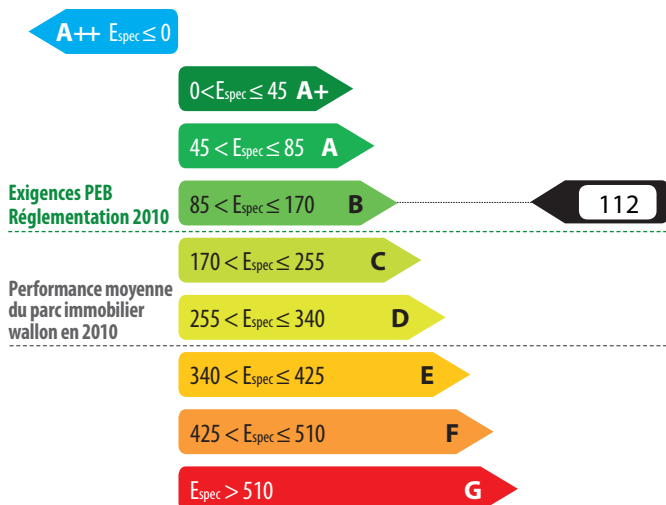 A++ Espec ≤ 0
0<Espec ≤ 45 A+
45 < Espec ≤ 85 A
Exigences PEB
Réglementation 2010
85 < Espec ≤ 170 B
112
170 < Espec ≤ 255 C
Performance moyenne
du parc immobilier
wallon en 2010
255 < Espec ≤ 340 D
340 < Espec ≤ 425 E
425 < Espec ≤ 510 F
Espec > 510 G